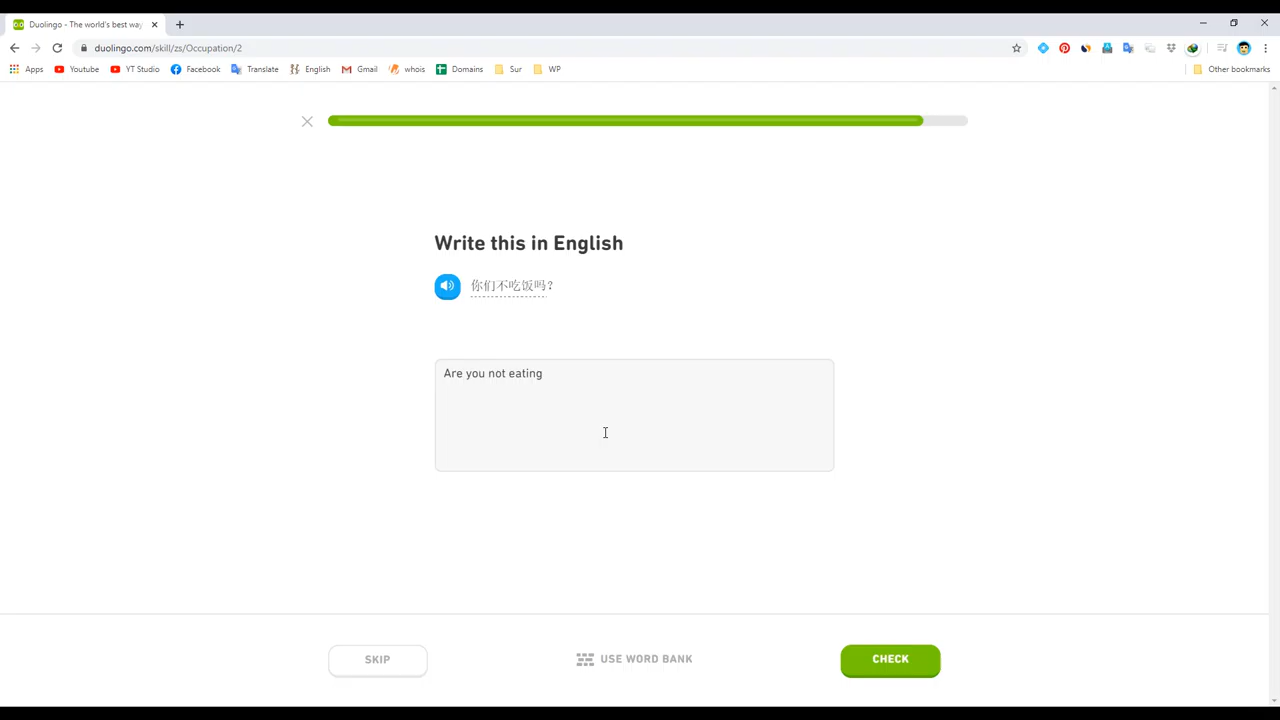 Duolingo - The world's best way
duolingo.com/skill/zs/Occupation/2
Apps Youtube YT Studio Facebook Translate English Gmail whois Domains Sur WP Other bookmarks
Write this in English
你们不吃饭吗?
Are you not eating
SKIP USE WORD BANK CHECK